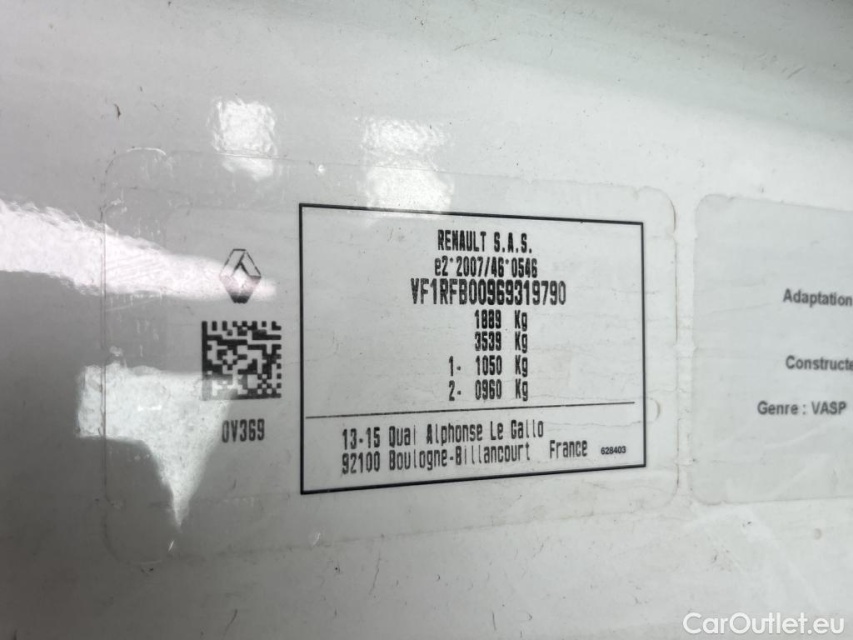 RENAULT S.A.S.
e2*2007/46*0546
VF1RFB00969319790
1889 Kg
3539 Kg
1- 1050 Kg
2- 0960 Kg
0V369
13-15 Quai Alphonse Le Gallo
92100 Boulogne-Billancourt France 628403
Adaptation
Constructe
Genre : VASP
CarOutlet.eu